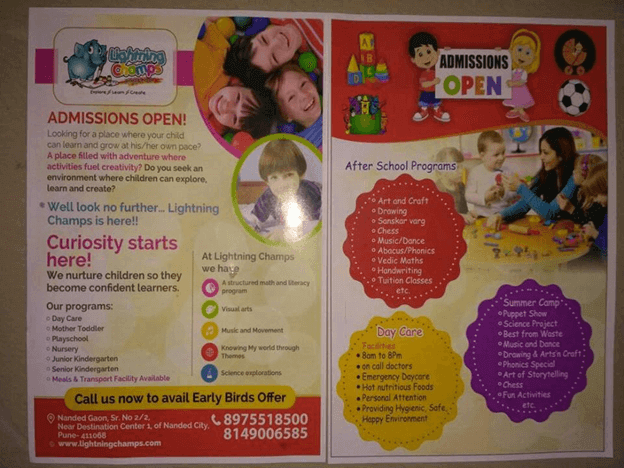 Lightning
Champs
Explore // Learn // Create
ADMISSIONS OPEN!
Looking for a place where your child
can learn and grow at his/her own pace?
A place filled with adventure where
activities fuel creativity? Do you seek an
environment where children can explore,
learn and create?
Well look no further... Lightning
Champs is here!!
Curiosity starts
here!
We nurture children so they
become confident learners.
Our programs:
Day Care
Mother Toddler
Playschool
Nursery
Junior Kindergarten
Senior Kindergarten
Meals & Transport Facility Available
At Lightning Champs
we have
A structured math and literacy
program
Visual arts
Music and Movement
Knowing My world through
Themes
Science explorations
Call us now to avail Early Birds Offer
Nanded Gaon, Sr. No 2/2,
Near Destination Center 1, of Nanded City,
Pune- 411068
www.lightningchamps.com
8975518500
8149006585
A
B C
ADMISSIONS
OPEN
After School Programs
Art and Craft
Drawing
Sanskar varg
Chess
Music/Dance
Abacus/Phonics
Vedic Maths
Handwriting
Tuition Classes
etc.
Day Care
Facilities
8am to 8Pm
on call doctors
Emergency Daycare
Hot nutritious Foods
Personal Attention
Providing Hygienic, Safe,
Happy Environment
Summer Camp
Puppet Show
Science Project
Best from Waste
Music and Dance
Drawing & Arts'n Craft
Phonics Special
Art of Storytelling
Chess
Fun Activities
etc.